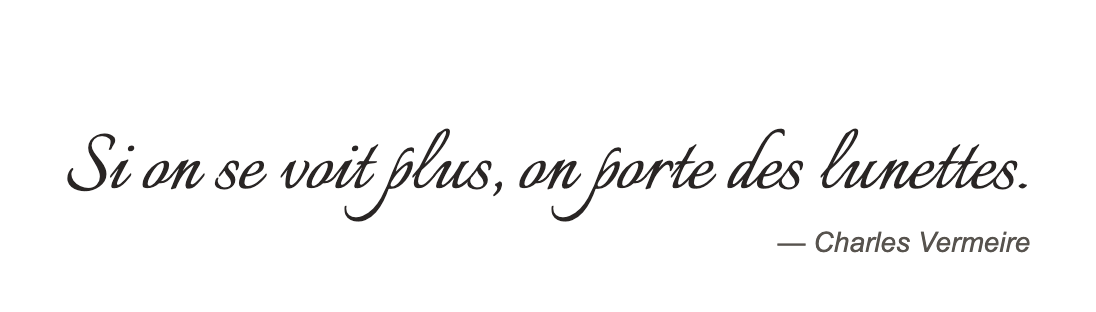 Si on se voit plus, on porte des lunettes.
— Charles Vermeire